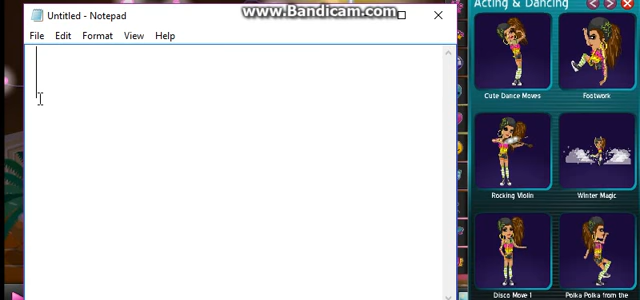 www.Bandicam.com
Untitled - Notepad
File Edit Format View Help
Acting & Dancing
Cute Dance Moves
Footwork
Rocking Violin
Winter Magic
Disco Move I
Polka Polka from the